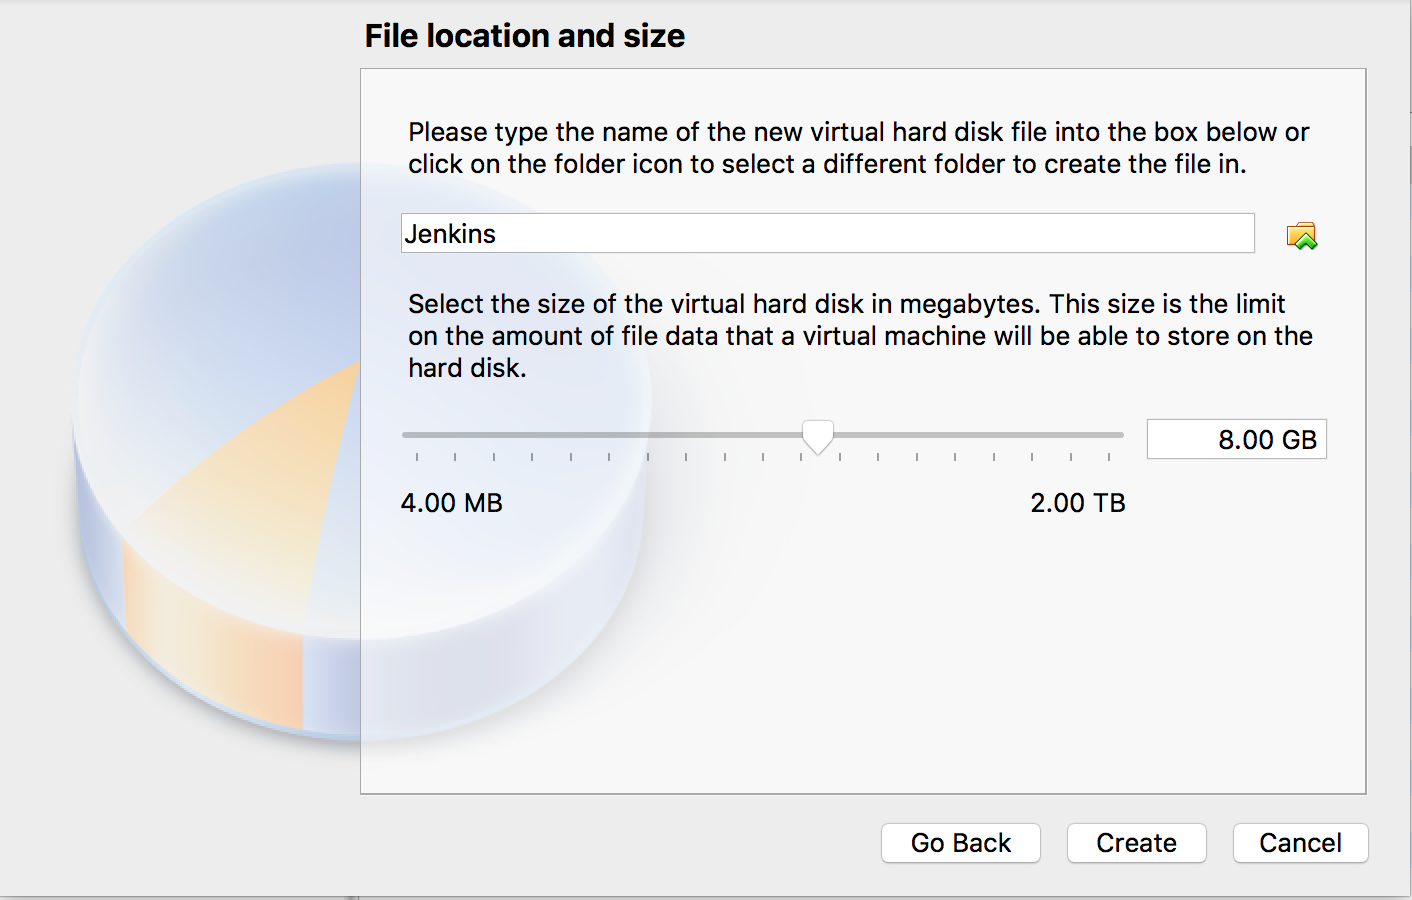 File location and size
Please type the name of the new virtual hard disk file into the box below or
click on the folder icon to select a different folder to create the file in.
Jenkins
Select the size of the virtual hard disk in megabytes. This size is the limit
on the amount of file data that a virtual machine will be able to store on the
hard disk.
8.00 GB
4.00 MB
2.00 TB
Go Back
Create
Cancel